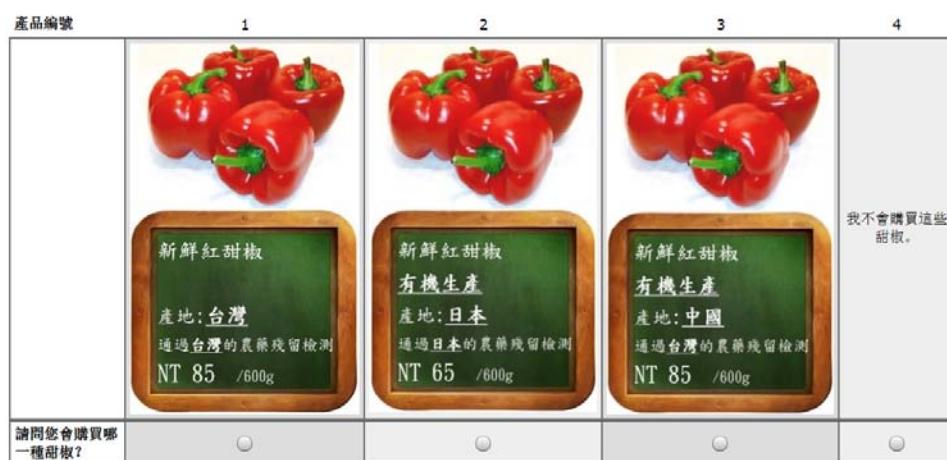 產品編號 1 2 3 4
新鮮紅甜椒
產地:台灣
通過台灣的農藥殘留檢測
NT 85 /600g
新鮮紅甜椒
有機生產
產地:日本
通過日本的農藥殘留檢測
NT 65 /600g
新鮮紅甜椒
有機生產
產地:中國
通過台灣的農藥殘留檢測
NT 85 /600g
我不會購買這些
甜椒。
請問您會購買哪
一種甜椒?